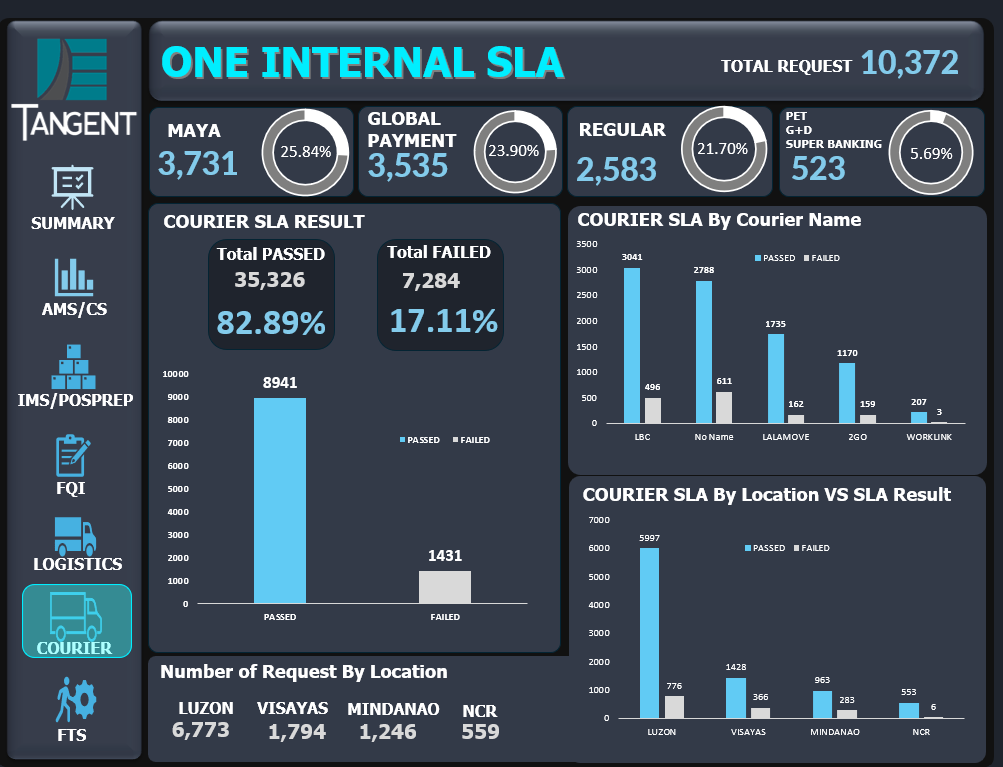 TANGENT
SUMMARY
AMS/CS
IMS/POSPREP
FQI
LOGISTICS
COURIER
FTS
ONE INTERNAL SLA
TOTAL REQUEST 10,372
MAYA
3,731
25.84%
GLOBAL
PAYMENT
3,535
23.90%
REGULAR
2,583
21.70%
PET
G+D
SUPER BANKING
523
5.69%
COURIER SLA RESULT
Total PASSED
35,326
82.89%
Total FAILED
7,284
17.11%
10000
9000
8000
7000
6000
5000
4000
3000
2000
1000
0
8941
1431
PASSED FAILED
PASSED FAILED
Number of Request By Location
LUZON VISAYAS MINDANAO NCR
6,773 1,794 1,246 559
COURIER SLA By Courier Name
3500
3000
2500
2000
1500
1000
500
0
PASSED FAILED
3041 496 2788 611 1735 162 1170 159 207 3
LBC No Name LALAMOVE 2GO WORKLINK
COURIER SLA By Location VS SLA Result
7000
6000
5000
4000
3000
2000
1000
0
PASSED FAILED
5997 776 1428 366 963 283 553 6
LUZON VISAYAS MINDANAO NCR